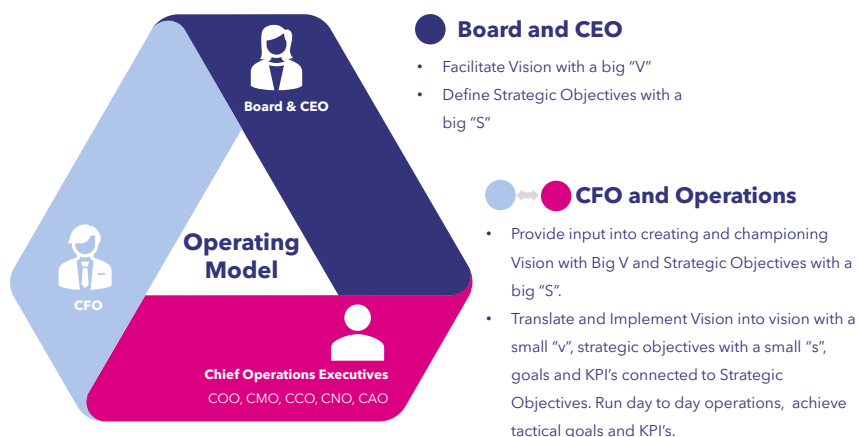 Board & CEO
CFO
Operating
Model
Chief Operations Executives
COO, CMO, CCO, CNO, CAO
Board and CEO
• Facilitate Vision with a big “V”
• Define Strategic Objectives with a
big “S”
CFO and Operations
• Provide input into creating and championing
Vision with Big V and Strategic Objectives with a
big “S”.
• Translate and Implement Vision into vision with a
small “v”, strategic objectives with a small “s”,
goals and KPI’s connected to Strategic
Objectives. Run day to day operations, achieve
tactical goals and KPI’s.